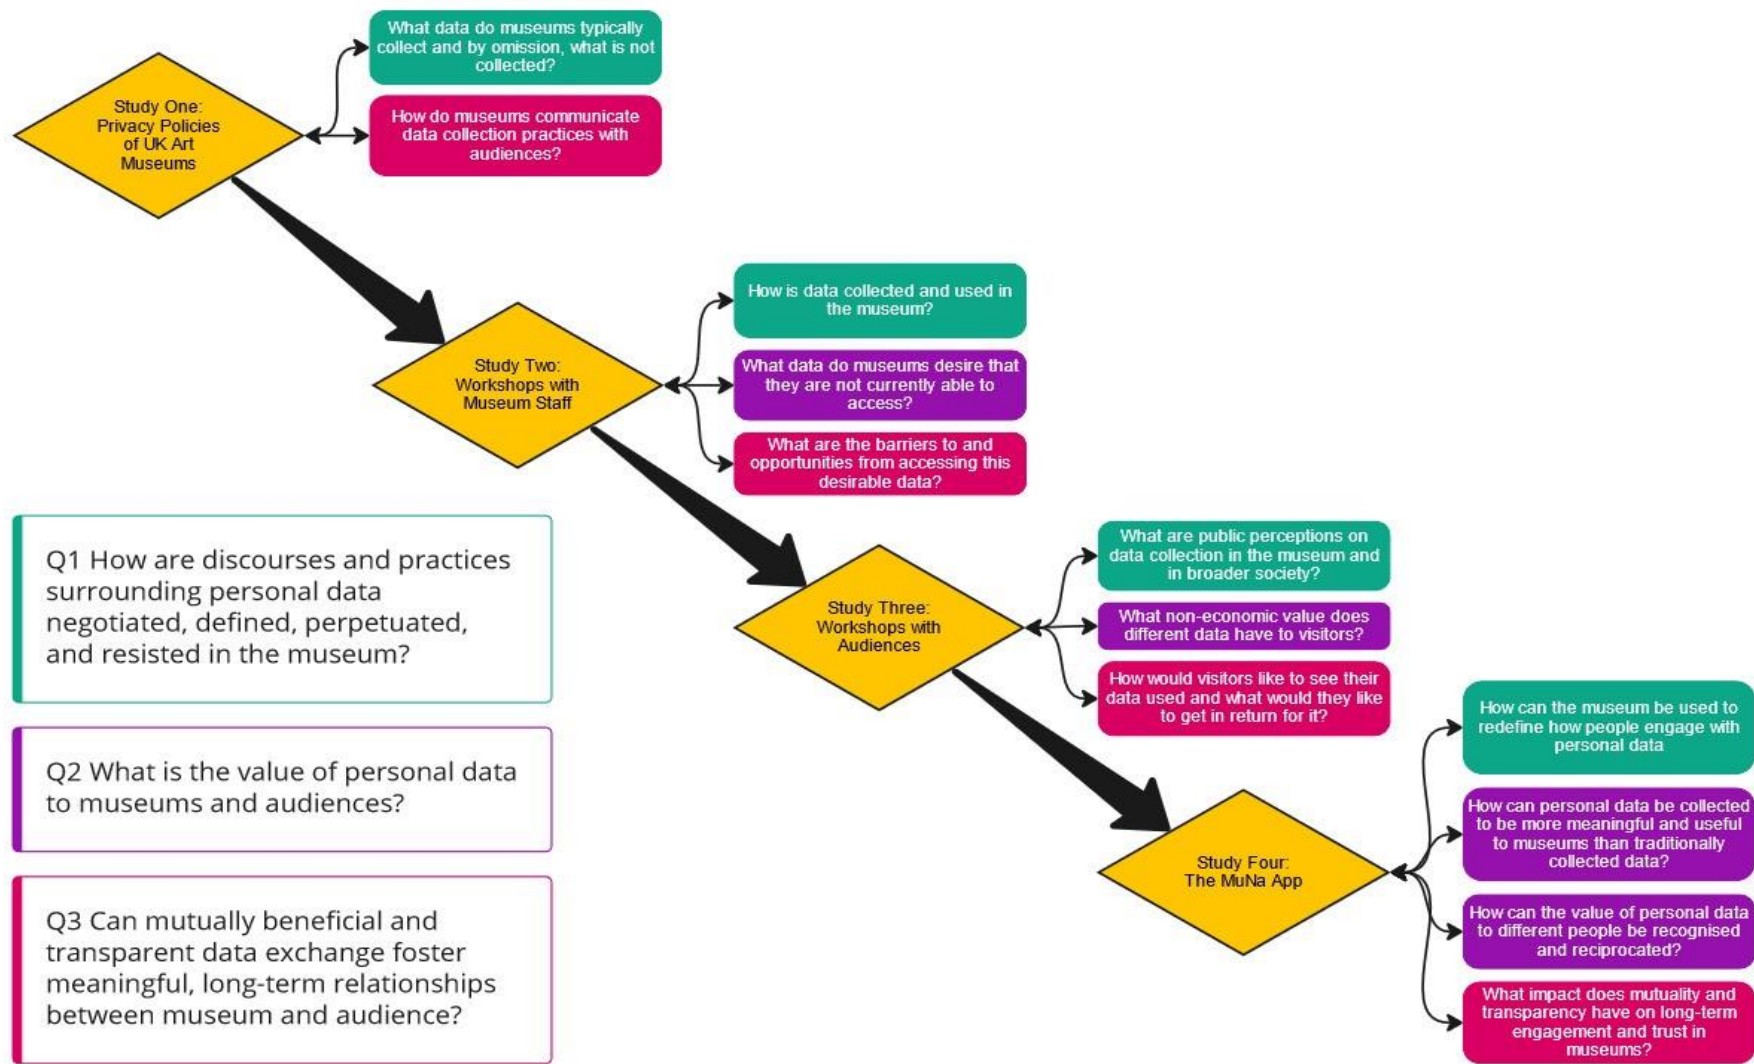 Study One:
Privacy Policies
of UK Art
Museums
What data do museums typically
collect and by omission, what is not
collected?
How do museums communicate
data collection practices with
audiences?
Study Two:
Workshops with
Museum Staff
How is data collected and used in
the museum?
What data do museums desire that
they are not currently able to
access?
What are the barriers to and
opportunities from accessing this
desirable data?
Study Three:
Workshops with
Audiences
What are public perceptions on
data collection in the museum and
in broader society?
What non-economic value does
different data have to visitors?
How would visitors like to see their
data used and what would they like
to get in return for it?
Study Four:
The MuNa App
How can the museum be used to
redefine how people engage with
personal data
How can personal data be collected
to be more meaningful and useful
to museums than traditionally
collected data?
How can the value of personal data
to different people be recognised
and reciprocated?
What impact does mutuality and
transparency have on long-term
engagement and trust in
museums?
Q1 How are discourses and practices
surrounding personal data
negotiated, defined, perpetuated,
and resisted in the museum?
Q2 What is the value of personal data
to museums and audiences?
Q3 Can mutually beneficial and
transparent data exchange foster
meaningful, long-term relationships
between museum and audience?